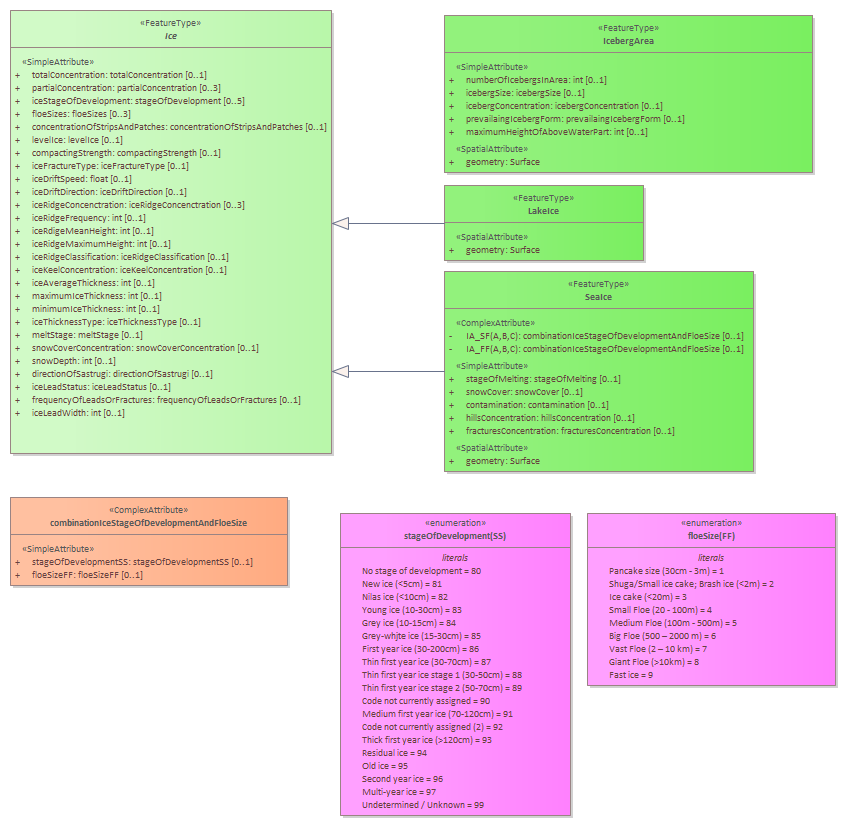 «FeatureType»
Ice
«SimpleAttribute»
+ totalConcentration: totalConcentration [0..1]
+ partialConcentration: partialConcentration [0..3]
+ iceStageOfDevelopment: stageOfDevelopment [0..5]
+ floeSizes: floeSizes [0..3]
+ concentrationOfStripsAndPatches: concentrationOfStripsAndPatches [0..1]
+ levelIce: levelIce [0..1]
+ compactingStrength: compactingStrength [0..1]
+ iceFractureType: iceFractureType [0..1]
+ iceDriftSpeed: float [0..1]
+ iceDriftDirection: iceDriftDirection [0..1]
+ iceRidgeConcenctration: iceRidgeConcenctration [0..3]
+ iceRidgeFrequency: int [0..1]
+ iceRdigeMeanHeight: int [0..1]
+ iceRidgeMaximumHeight: int [0..1]
+ iceRidgeClassification: iceRidgeClassification [0..1]
+ iceKeelConcentration: iceKeelConcentration [0..1]
+ iceAverageThickness: int [0..1]
+ maximumIceThickness: int [0..1]
+ minimumIceThickness: int [0..1]
+ iceThicknessType: iceThicknessType [0..1]
+ meltStage: meltStage [0..1]
+ snowCoverConcentration: snowCoverConcentration [0..1]
+ snowDepth: int [0..1]
+ directionOfSastrugi: directionOfSastrugi [0..1]
+ iceLeadStatus: iceLeadStatus [0..1]
+ frequencyOfLeadsOrFractures: frequencyOfLeadsOrFractures [0..1]
+ iceLeadWidth: int [0..1]
«FeatureType»
IcebergArea
«SimpleAttribute»
+ numberOfIcebergsInArea: int [0..1]
+ icebergSize: icebergSize [0..1]
+ icebergConcentration: icebergConcentration [0..1]
+ prevailaingIcebergForm: prevailaingIcebergForm [0..1]
+ maximumHeightOfAboveWaterPart: int [0..1]
«SpatialAttribute»
+ geometry: Surface
«FeatureType»
LakeIce
«SpatialAttribute»
+ geometry: Surface
«FeatureType»
SeaIce
«ComplexAttribute»
- IA_SF(A,B,C): combinationIceStageOfDevelopmentAndFloeSize [0..1]
- IA_FF(A,B,C): combinationIceStageOfDevelopmentAndFloeSize [0..1]
«SimpleAttribute»
+ stageOfMelting: stageOfMelting [0..1]
+ snowCover: snowCover [0..1]
+ contamination: contamination [0..1]
+ hillsConcentration: hillsConcentration [0..1]
+ fracturesConcentration: fracturesConcentration [0..1]
«SpatialAttribute»
+ geometry: Surface
«ComplexAttribute»
combinationIceStageOfDevelopmentAndFloeSize
«SimpleAttribute»
+ stageOfDevelopmentSS: stageOfDevelopmentSS [0..1]
+ floeSizeFF: floeSizeFF [0..1]
«enumeration»
stageOfDevelopment(SS)
literals
No stage of development = 80
New ice (<5cm) = 81
Nilas ice (<10cm) = 82
Young ice (10-30cm) = 83
Grey ice (10-15cm) = 84
Grey-whjte ice (15-30cm) = 85
First year ice (30-200cm) = 86
Thin first year ice (30-70cm) = 87
Thin first year ice stage 1 (30-50cm) = 88
Thin first year ice stage 2 (50-70cm) = 89
Code not currently assigned = 90
Medium first year ice (70-120cm) = 91
Code not currently assigned (2) = 92
Thick first year ice (>120cm) = 93
Residual ice = 94
Old ice = 95
Second year ice = 96
Multi-year ice = 97
Undetermined / Unknown = 99
«enumeration»
floeSize(FF)
literals
Pancake size (30cm - 3m) = 1
Shuga/Small ice cake; Brash ice (<2m) = 2
Ice cake (<20m) = 3
Small Floe (20 - 100m) = 4
Medium Floe (100m - 500m) = 5
Big Floe (500 – 2000 m) = 6
Vast Floe (2 – 10 km) = 7
Giant Floe (>10km) = 8
Fast ice = 9